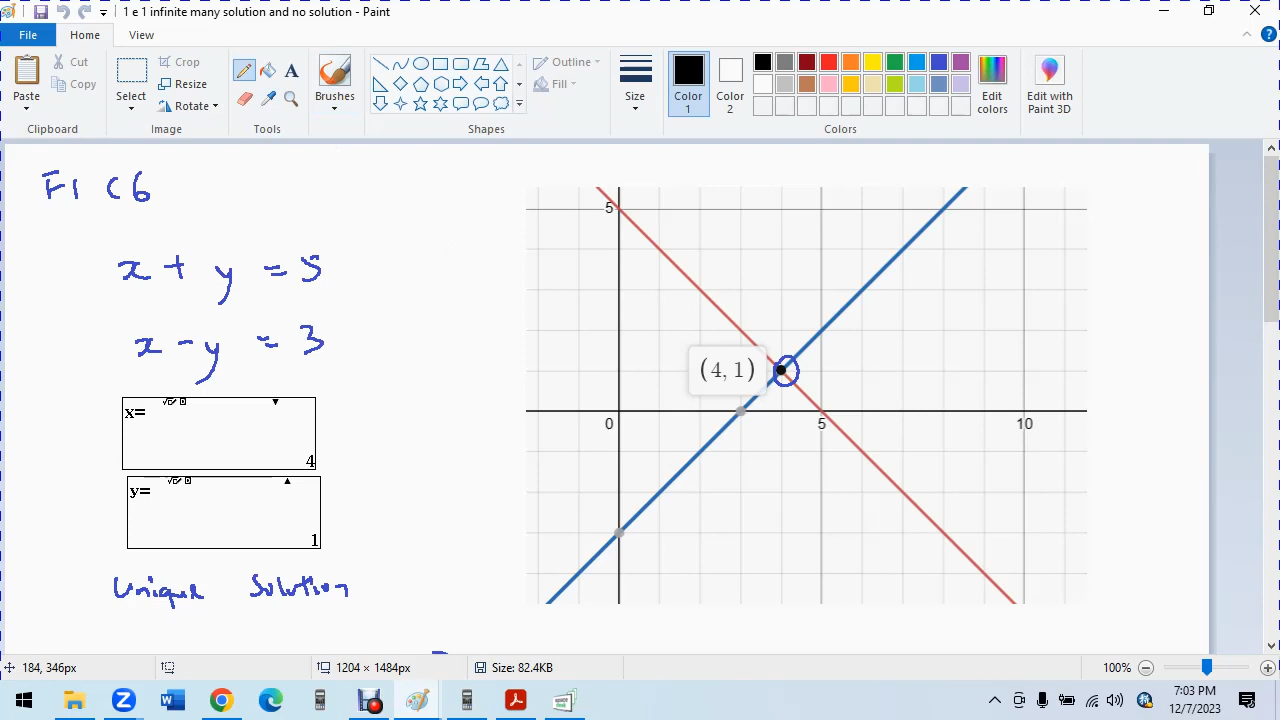 1 e 1 infinite many solution and no solution - Paint
File Home View
Paste Cut Copy Clipboard
Select Crop Resize Rotate Image
Tools
Brushes
Outline Fill Shapes
Size
Color 1 Color 2 Edit colors Colors
Edit with Paint 3D
F1 C6
x + y = 5
x - y = 3
x=
4
y=
1
Unique Solution
5
(4, 1)
0 5 10
184, 346px 1204 × 1484px Size: 82.4KB 100%
7:03 PM
12/7/2023